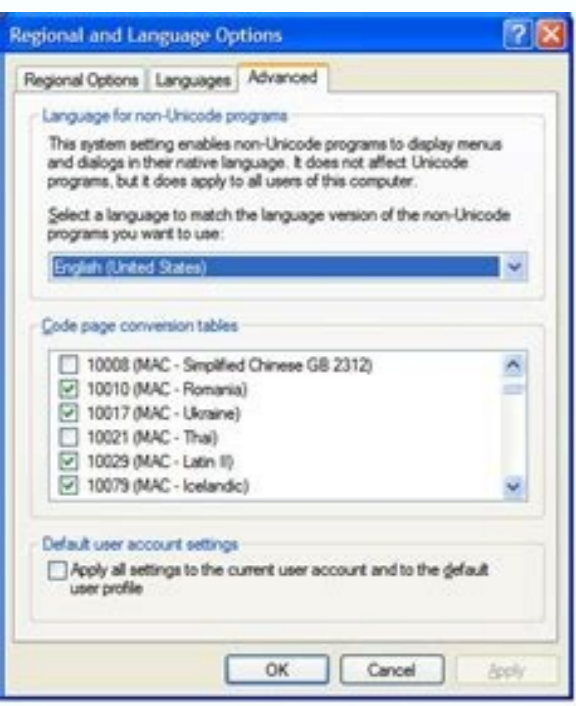 Regional and Language Options
Regional Options Languages Advanced
Language for non-Unicode programs
This system setting enables non-Unicode programs to display menus
and dialogs in their native language. It does not affect Unicode
programs, but it does apply to all users of this computer.
Select a language to match the language version of the non-Unicode
programs you want to use:
English (United States)
Code page conversion tables
10008 (MAC - Simplified Chinese GB 2312)
10010 (MAC - Romania)
10017 (MAC - Ukraine)
10021 (MAC - Thai)
10029 (MAC - Latin II)
10079 (MAC - Icelandic)
Default user account settings
Apply all settings to the current user account and to the default
user profile
OK Cancel Apply